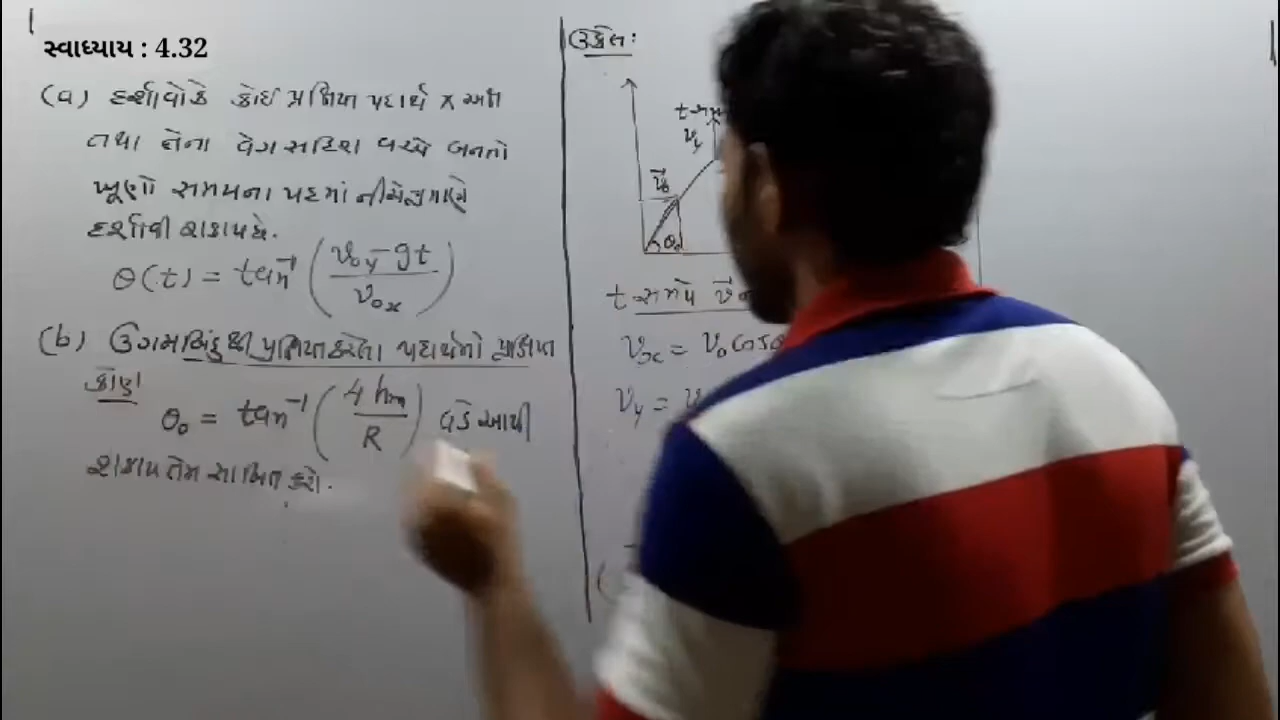 સ્વાધ્યાય : 4.32
(a) દર્શાવો કે કોઈ પ્રક્ષિપ્ત પદાર્થ x અક્ષ
તથા તેના વેગ સદિશ વચ્ચે બનતો
ખૂણો સમયના પદમાં નીચે પ્રમાણે
દર્શાવી શકાય છે.
θ(t) = tan⁻¹ (v₀y − gt / v₀x)
(b) ઉગમબિંદુથી પ્રક્ષિપ્ત કરેલા પદાર્થનો પ્રક્ષિપ્ત
કોણ
θ₀ = tan⁻¹ (4 hm / R) વડે આપી
શકાય તેમ સાબિત કરો.
ઉકેલ:
t
vy
v₀
θ₀
t સમયે v
vx = v₀ cos
vy =